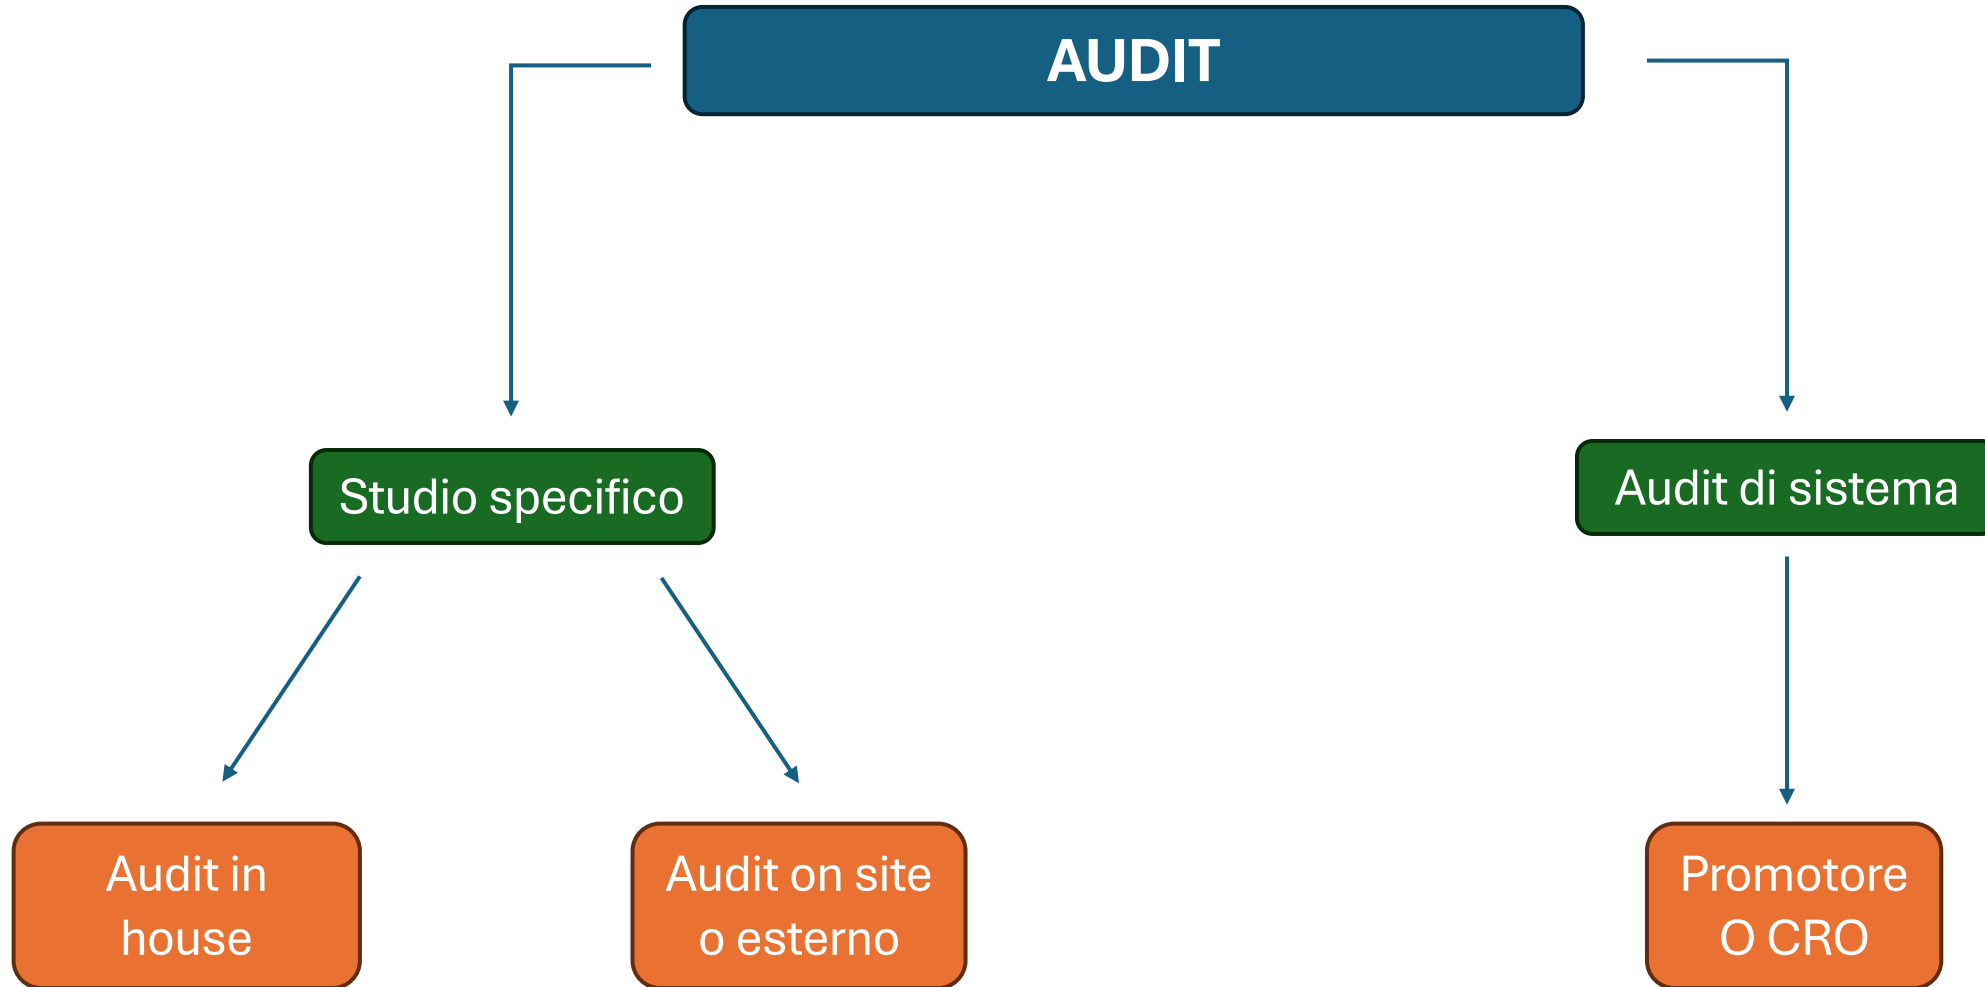 AUDIT
Studio specifico
Audit di sistema
Audit in
house
Audit on site
o esterno
Promotore
O CRO